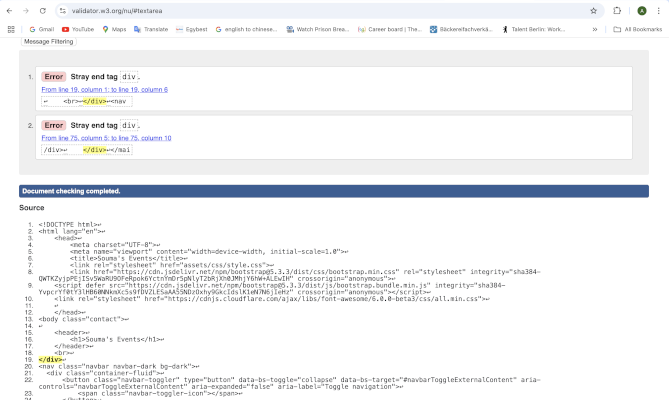 validator.w3.org/nu/#textarea
Gmail YouTube Maps Translate Egybest english to chinese... Watch Prison Brea... Career board | The... Bäckereifachverkä... Talent Berlin: Work... » All Bookmarks
Message Filtering
1. Error Stray end tag div.
From line 19, column 1; to line 19, column 6
↩ <br>↩</div>↩<nav
2. Error Stray end tag div.
From line 75, column 5; to line 75, column 10
/div>↩ </div>↩</mai
Document checking completed.
Source
1. <!DOCTYPE html>↩
2. <html lang="en">↩
3. <head>↩
4. <meta charset="UTF-8">↩
5. <meta name="viewport" content="width=device-width, initial-scale=1.0">↩
6. <title>Souma's Events</title>↩
7. <link rel="stylesheet" href="assets/css/style.css">↩
8. <link href="https://cdn.jsdelivr.net/npm/bootstrap@5.3.3/dist/css/bootstrap.min.css" rel="stylesheet" integrity="sha384-
crossorigin="anonymous">↩
9. <script defer src="https://cdn.jsdelivr.net/npm/bootstrap@5.3.3/dist/js/bootstrap.bundle.min.js" integrity="sha384-
crossorigin="anonymous"></script>↩
10. <link rel="stylesheet" href="https://cdnjs.cloudflare.com/ajax/libs/font-awesome/6.0.0-beta3/css/all.min.css">↩
11. ↩
12. </head>↩
13. <body class="contact">↩
14. ↩
15. <header>↩
16. <h1>Souma's Events</h1>↩
17. </header>↩
18. <br>↩
19. </div>↩
20. <nav class="navbar navbar-dark bg-dark">↩
21. <div class="container-fluid">↩
22. <button class="navbar-toggler" type="button" data-bs-toggle="collapse" data-bs-target="#navbarToggleExternalContent" aria-
controls="navbarToggleExternalContent" aria-expanded="false" aria-label="Toggle navigation">↩
23. <span class="navbar-toggler-icon"></span>↩